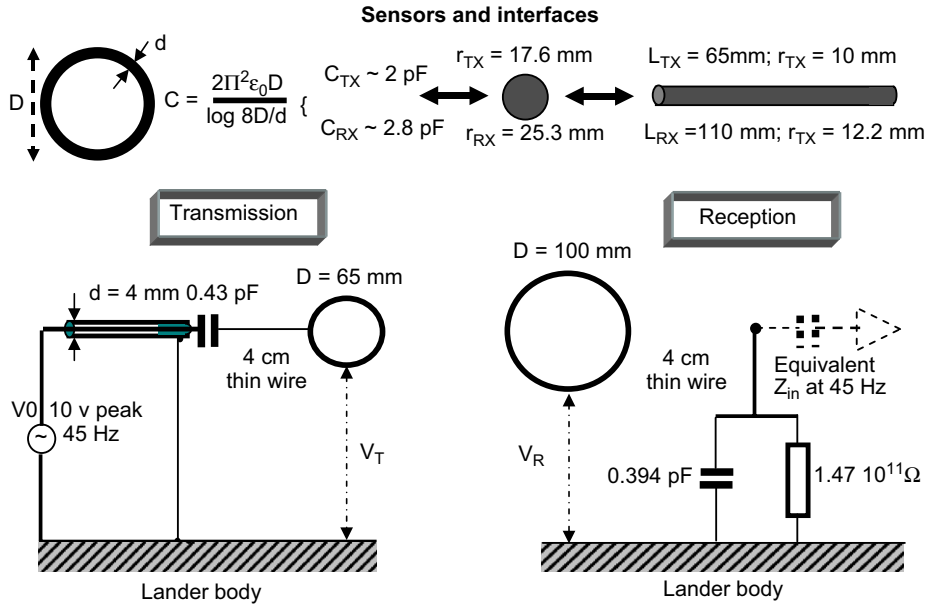 Sensors and interfaces
d
D
C = 2Π²ε₀D / log 8D/d {
C_TX ~ 2 pF
C_RX ~ 2.8 pF
r_TX = 17.6 mm
r_RX = 25.3 mm
L_TX = 65mm; r_TX = 10 mm
L_RX =110 mm; r_TX = 12.2 mm
Transmission
Reception
d = 4 mm 0.43 pF
D = 65 mm
4 cm
thin wire
V0, 10 v peak
45 Hz
~
V_T
Lander body
D = 100 mm
4 cm
thin wire
Equivalent
Z_in at 45 Hz
V_R
0.394 pF
1.47 10¹¹Ω
Lander body